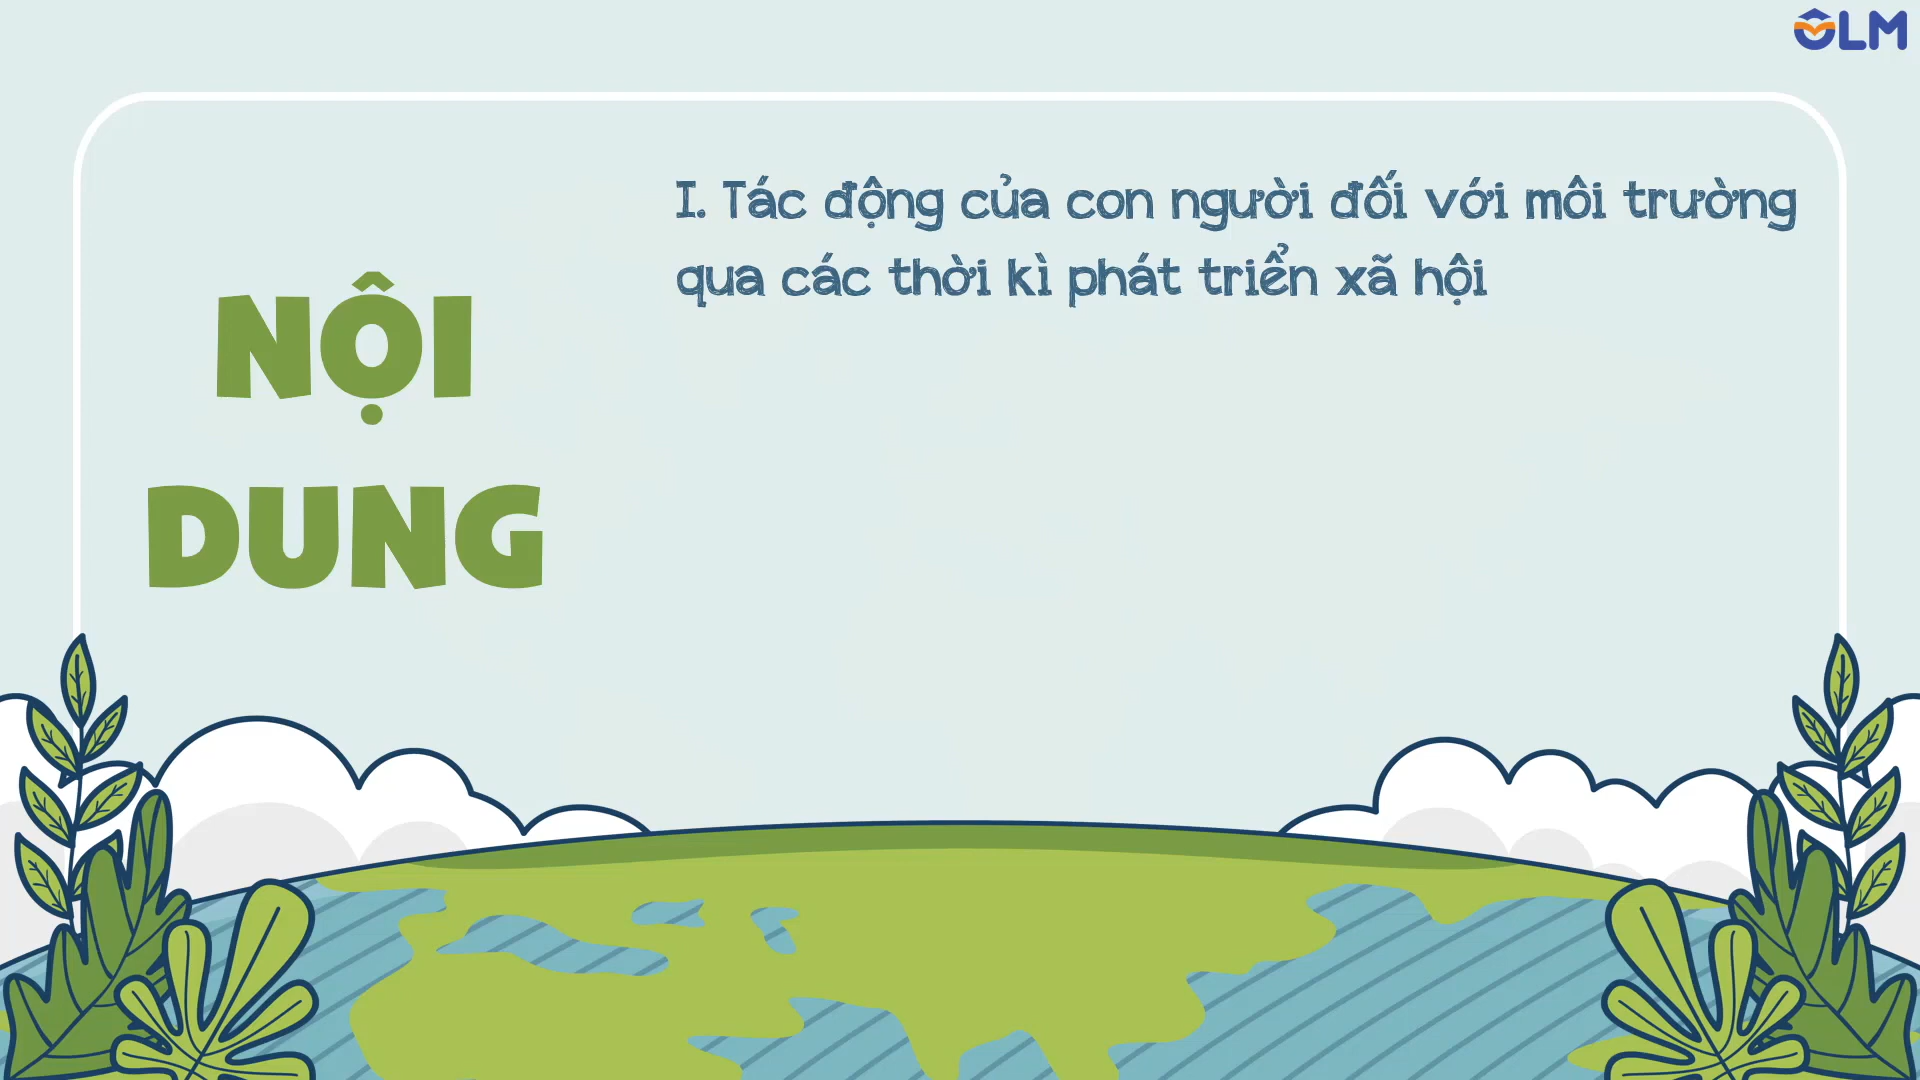 OLM
I. Tác động của con người đối với môi trường
qua các thời kì phát triển xã hội
NỘI
DUNG